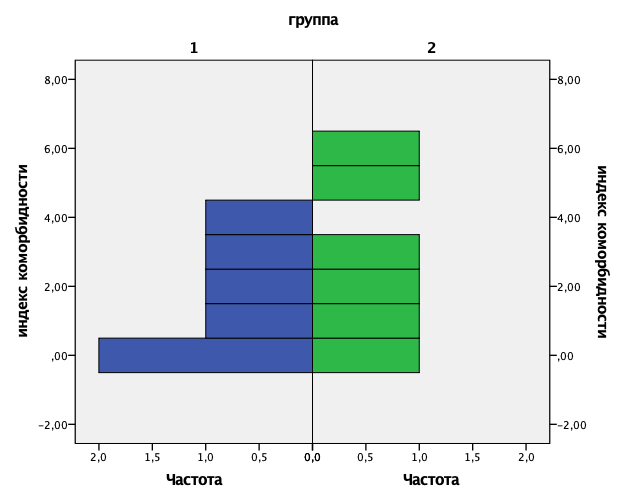 группа
1 2
8,00 8,00
6,00 6,00
4,00 4,00
2,00 2,00
,00 ,00
-2,00 -2,00
индекс коморбидности
индекс коморбидности
2,0 1,5 1,0 0,5 0,0 0,5 1,0 1,5 2,0
Частота Частота